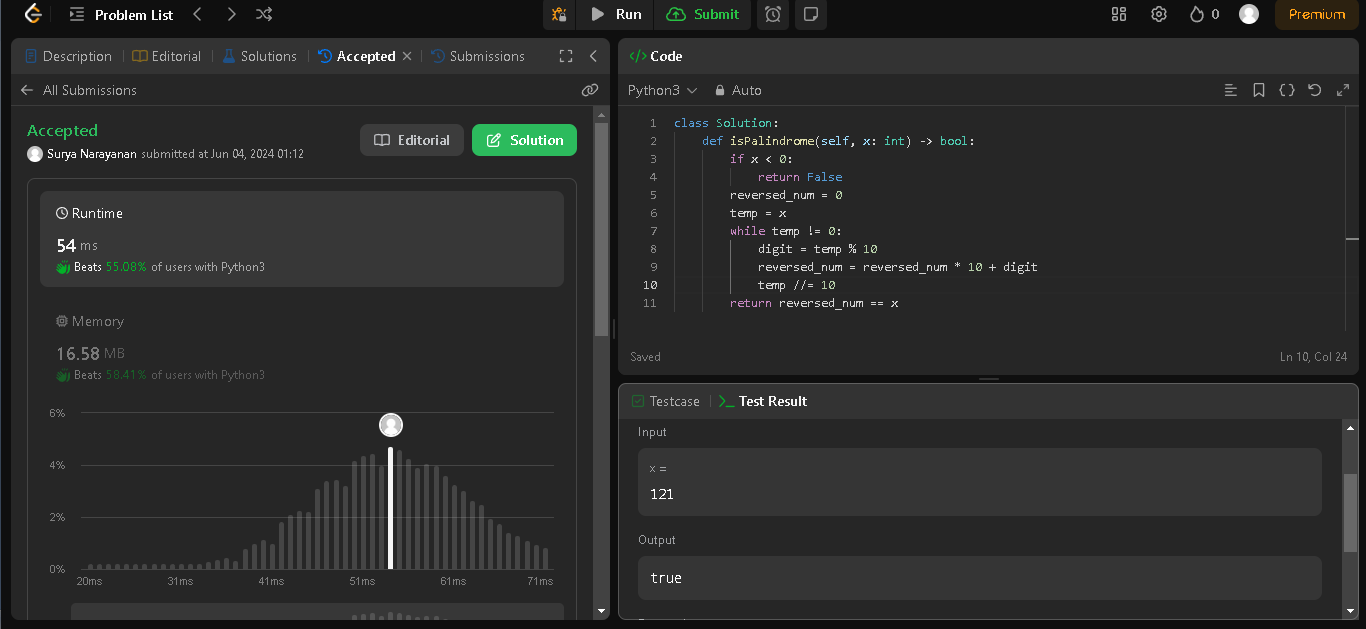 Problem List
Run
Submit
0
Premium
Description
Editorial
Solutions
Accepted
Submissions
All Submissions
Accepted
Surya Narayanan submitted at Jun 04, 2024 01:12
Editorial
Solution
Runtime
54 ms
Beats 55.08% of users with Python3
Memory
16.58 MB
Beats 58.41% of users with Python3
6%
4%
2%
0%
20ms 31ms 41ms 51ms 61ms 71ms
</> Code
Python3 Auto
1 class Solution:
2 def isPalindrome(self, x: int) -> bool:
3 if x < 0:
4 return False
5 reversed_num = 0
6 temp = x
7 while temp != 0:
8 digit = temp % 10
9 reversed_num = reversed_num * 10 + digit
10 temp //= 10
11 return reversed_num == x
Saved
Ln 10, Col 24
Testcase
>_ Test Result
Input
x =
121
Output
true